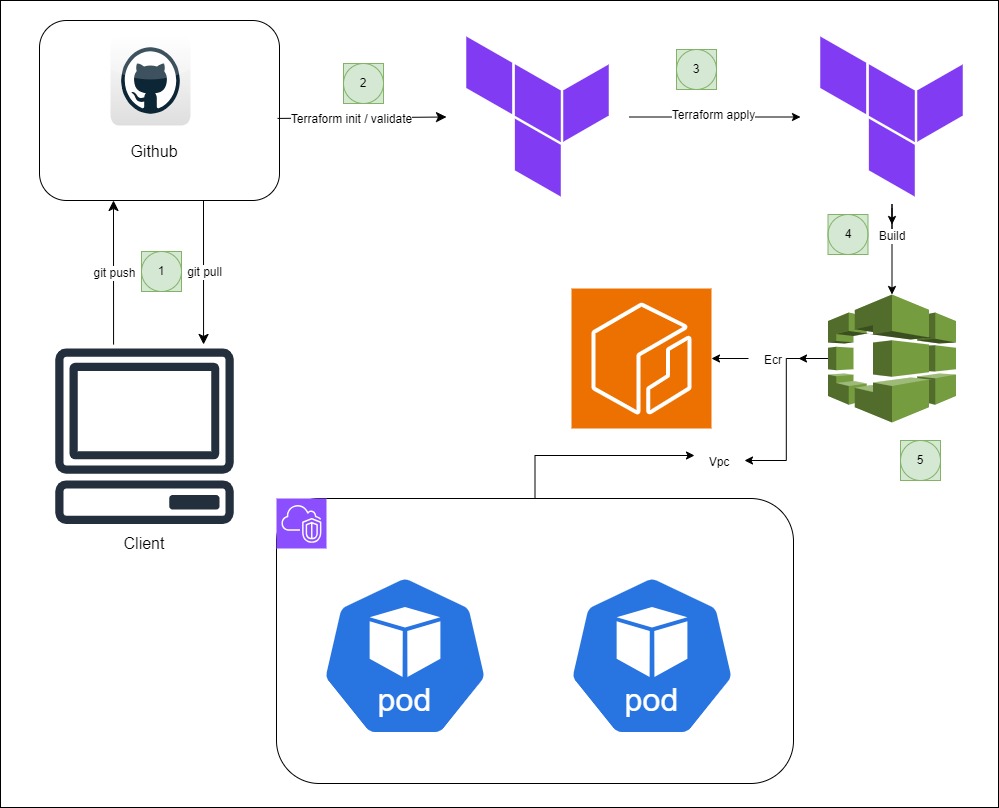 2
3
Terraform init / validate
Terraform apply
Github
4
Build
git push
1
git pull
Ecr
Vpc
5
Client
pod
pod